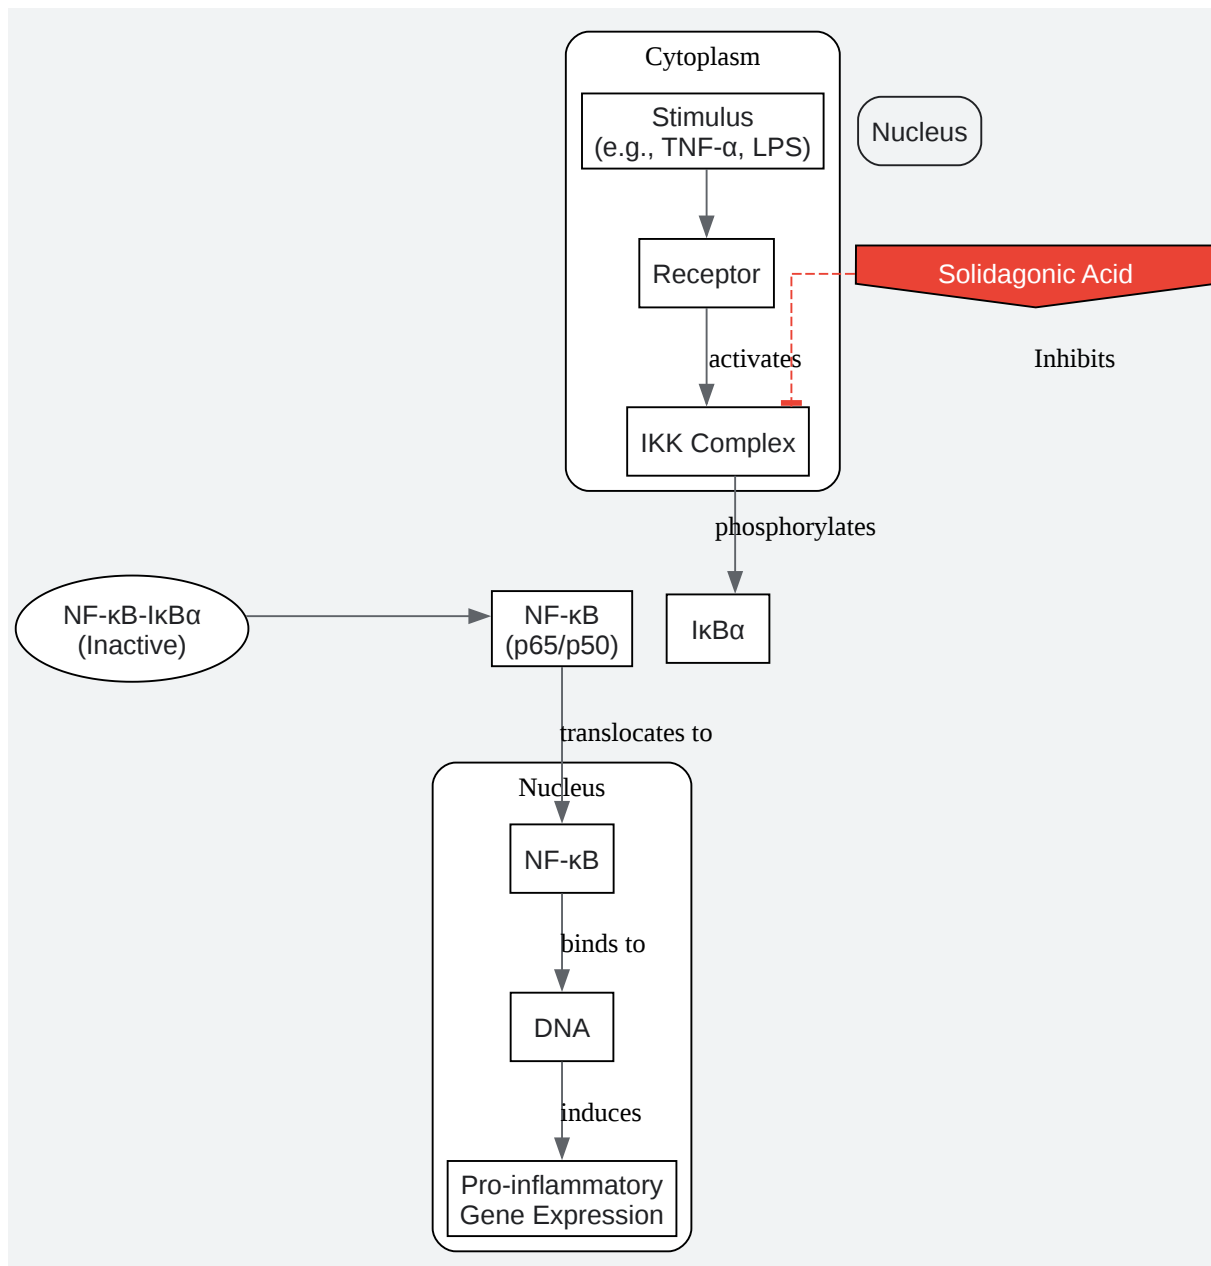 Cytoplasm
Stimulus
(e.g., TNF-α, LPS)
Nucleus
Receptor
Solidagonic Acid
activates
Inhibits
IKK Complex
phosphorylates
NF-κB-IκBα
(Inactive)
NF-κB
(p65/p50)
IκBα
translocates to
Nucleus
NF-κB
binds to
DNA
induces
Pro-inflammatory
Gene Expression